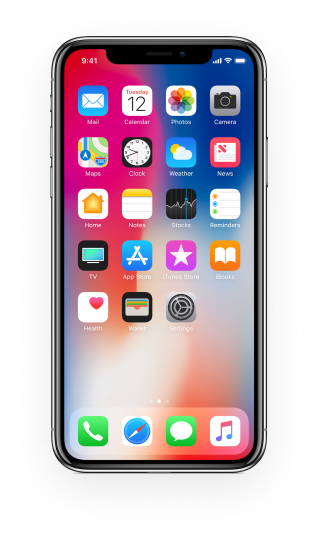 9:41
Tuesday
12
Mail
Calendar
Photos
Camera
Maps
Clock
Weather
News
Home
Notes
Stocks
Reminders
TV
App Store
iTunes Store
iBooks
Health
Wallet
Settings